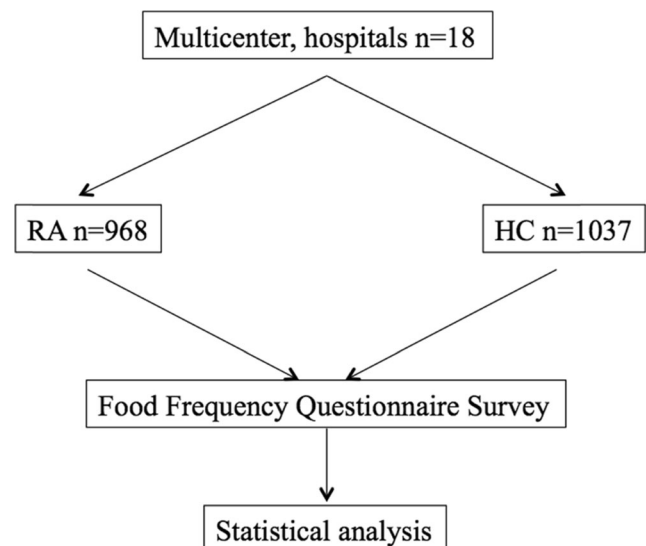 Multicenter, hospitals n=18
RA n=968
HC n=1037
Food Frequency Questionnaire Survey
Statistical analysis